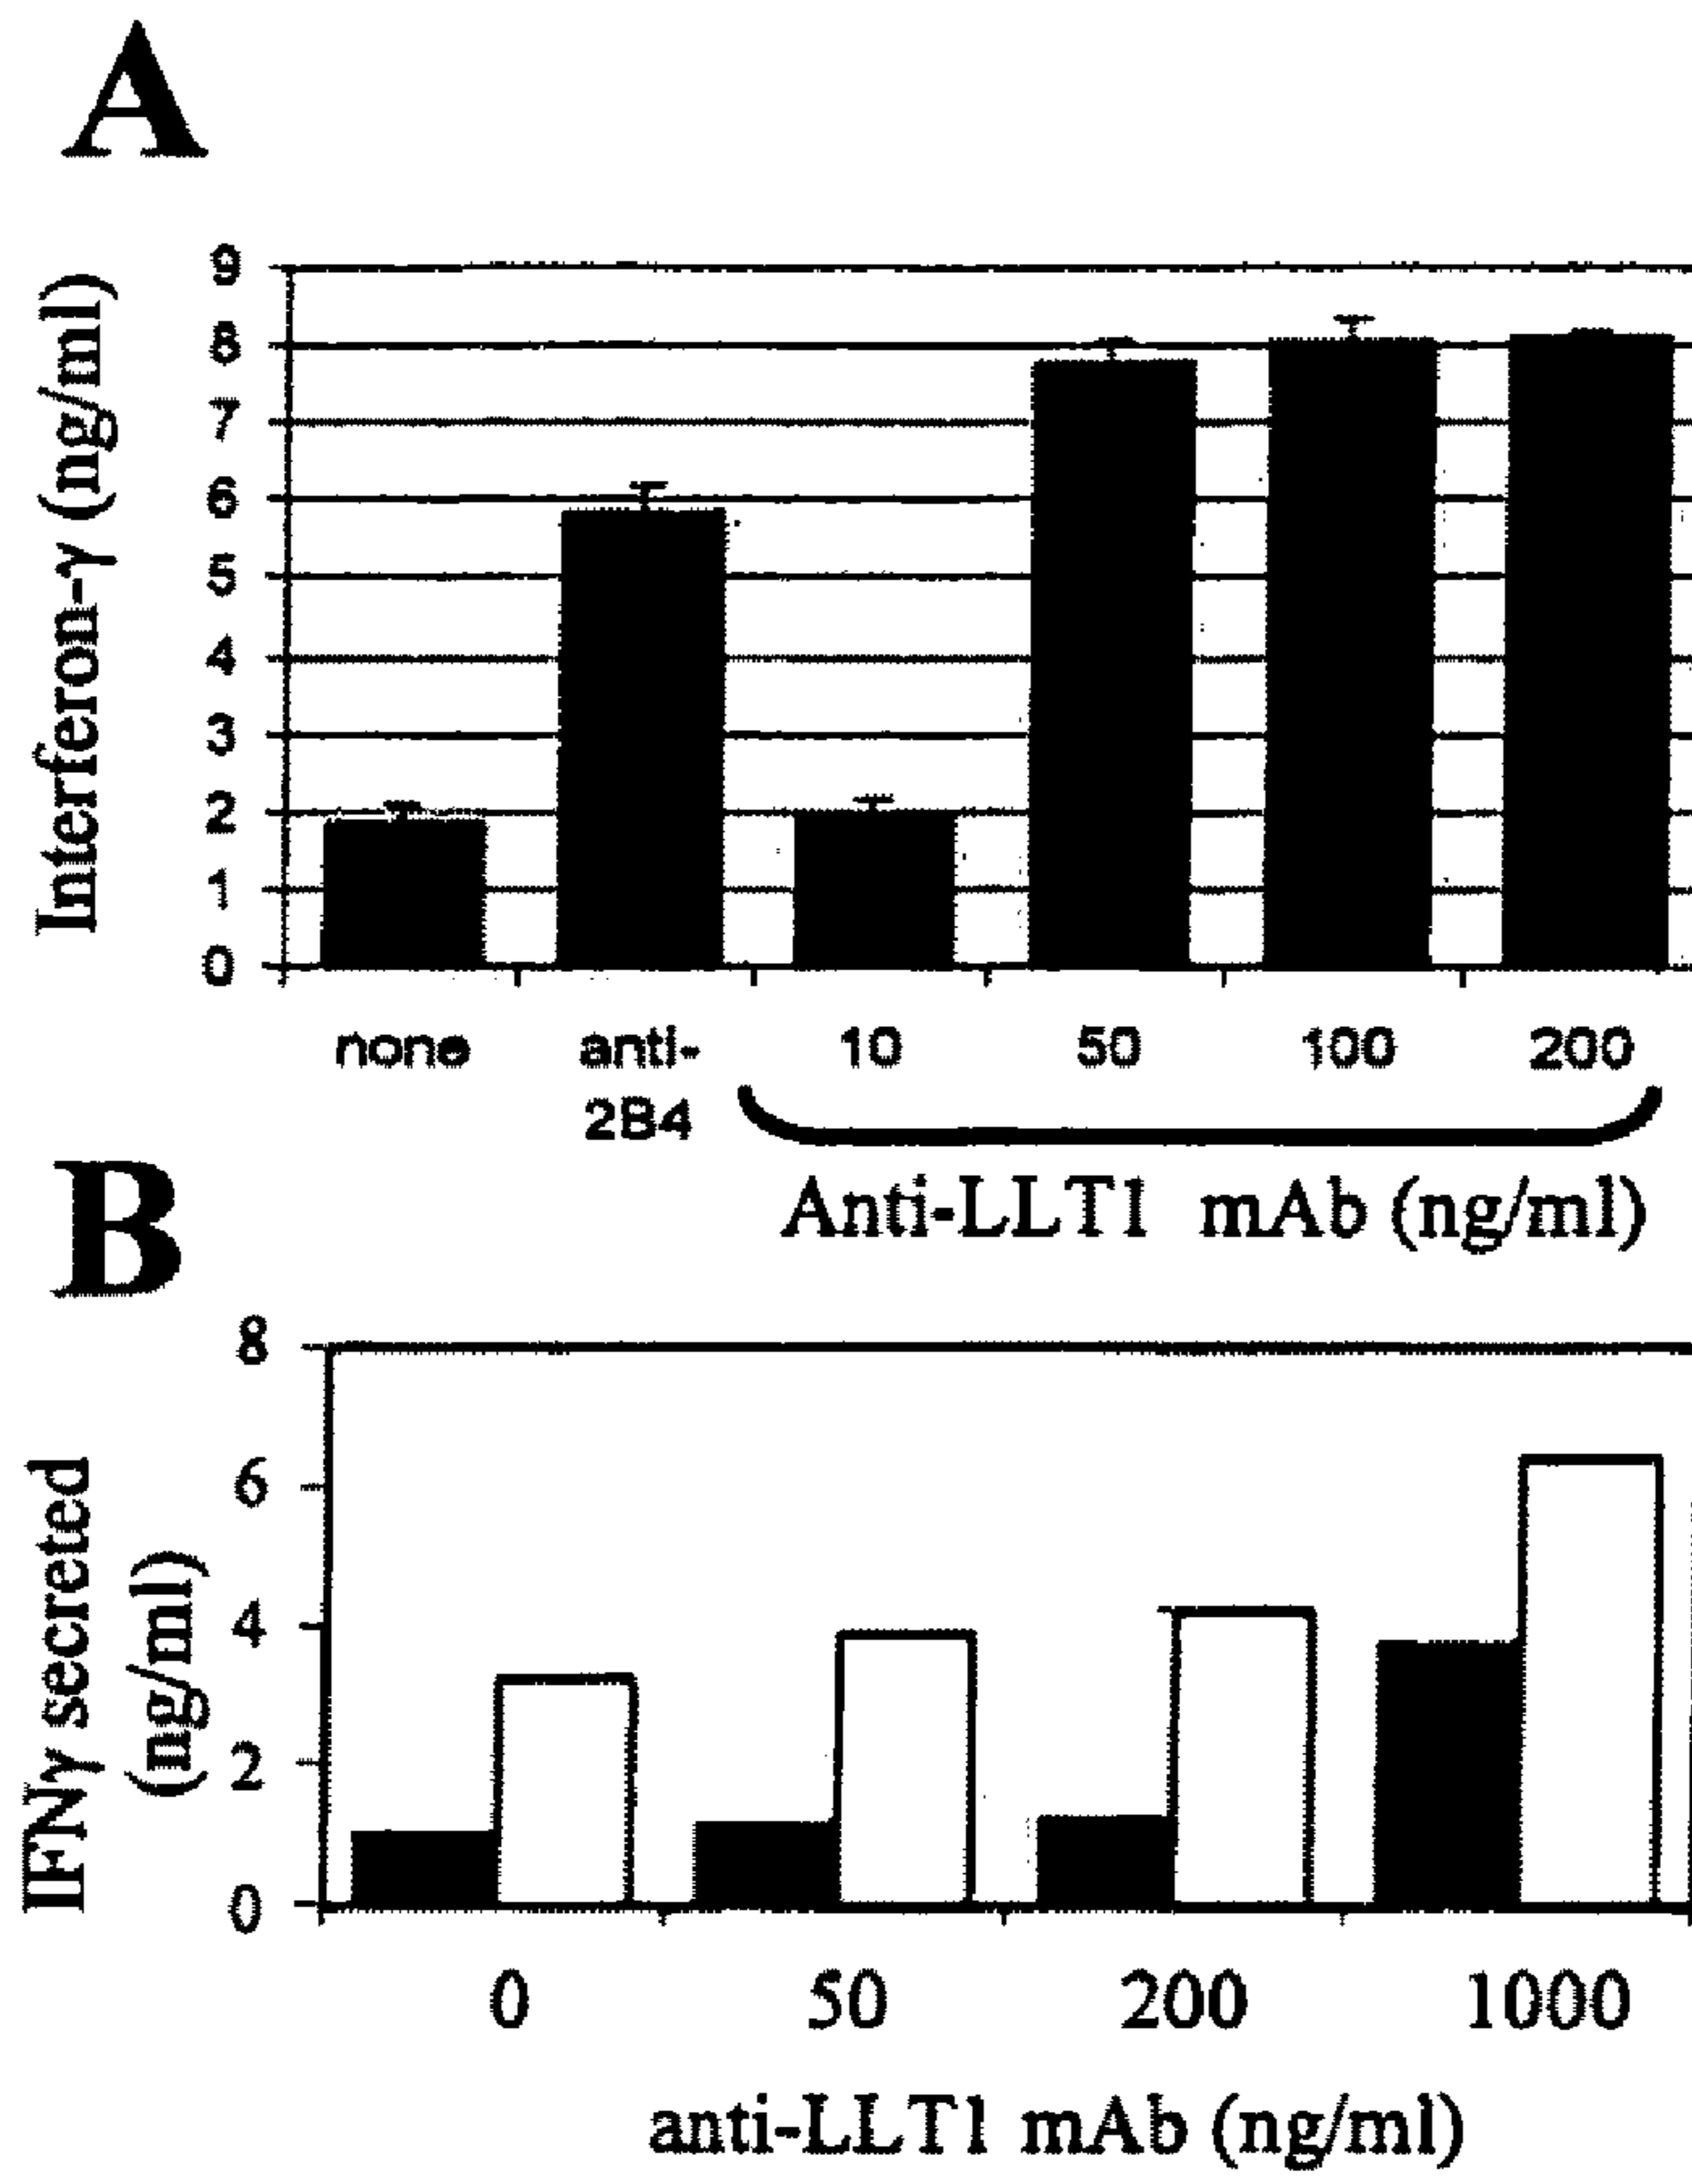 A
Interferon-γ (ng/ml)
9
8
7
6
5
4
3
2
1
0
none anti-2B4 10 50 100 200
Anti-LLT1 mAb (ng/ml)
B
IFNγ secreted
(ng/ml)
8
6
4
2
0
0 50 200 1000
anti-LLT1 mAb (ng/ml)